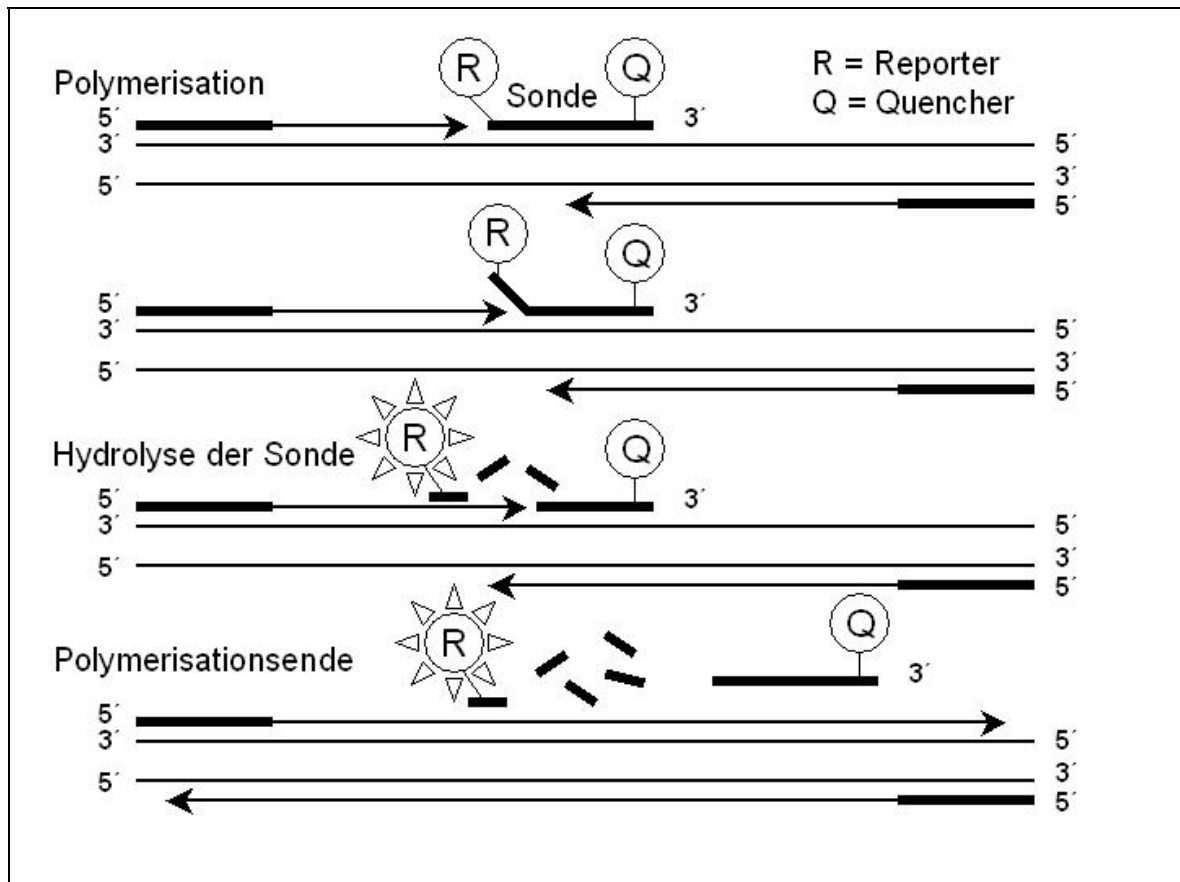 Polymerisation
R
Sonde
Q
R = Reporter
Q = Quencher
5´
3´
3´
5´
5´
3´
5´
R
Q
5´
3´
3´
5´
5´
3´
5´
Hydrolyse der Sonde
R
Q
5´
3´
3´
5´
5´
3´
5´
Polymerisationsende
R
Q
3´
5´
3´
5´
5´
3´
5´